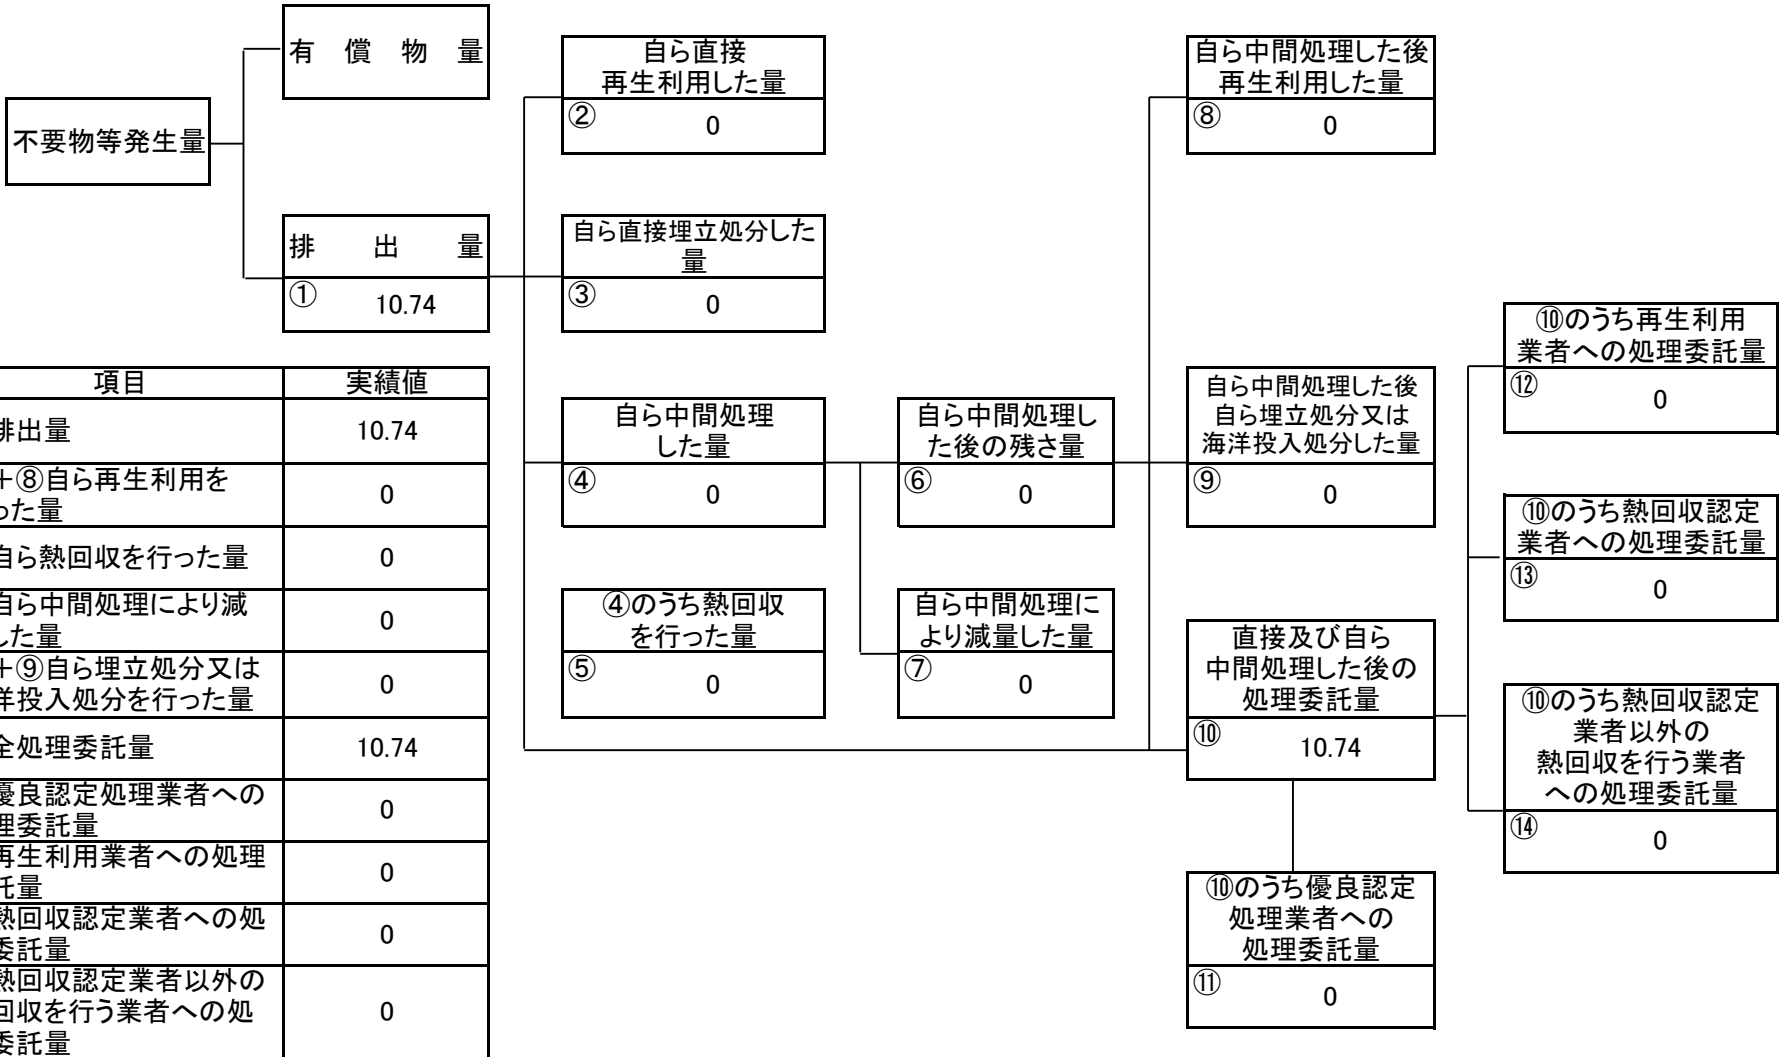 不要物等発生量
有 償 物 量
排 出 量
① 10.74
自ら直接
再生利用した量
② 0
自ら直接埋立処分した
量
③ 0
自ら中間処理
した量
④ 0
④のうち熱回収
を行った量
⑤ 0
自ら中間処理し
た後の残さ量
⑥ 0
自ら中間処理に
より減量した量
⑦ 0
自ら中間処理した後
再生利用した量
⑧ 0
自ら中間処理した後
自ら埋立処分又は
海洋投入処分した量
⑨ 0
直接及び自ら
中間処理した後の
処理委託量
⑩ 10.74
⑩のうち優良認定
処理業者への
処理委託量
⑪ 0
⑩のうち再生利用
業者への処理委託量
⑫ 0
⑩のうち熱回収認定
業者への処理委託量
⑬ 0
⑩のうち熱回収認定
業者以外の
熱回収を行う業者
への処理委託量
⑭ 0
項目 実績値
排出量 10.74
+⑧自ら再生利用を
った量
0
自ら熱回収を行った量 0
自ら中間処理により減
した量
0
+⑨自ら埋立処分又は
洋投入処分を行った量
0
全処理委託量 10.74
優良認定処理業者への
理委託量
0
再生利用業者への処理
託量
0
熱回収認定業者への処
委託量
0
熱回収認定業者以外の
回収を行う業者への処
委託量
0